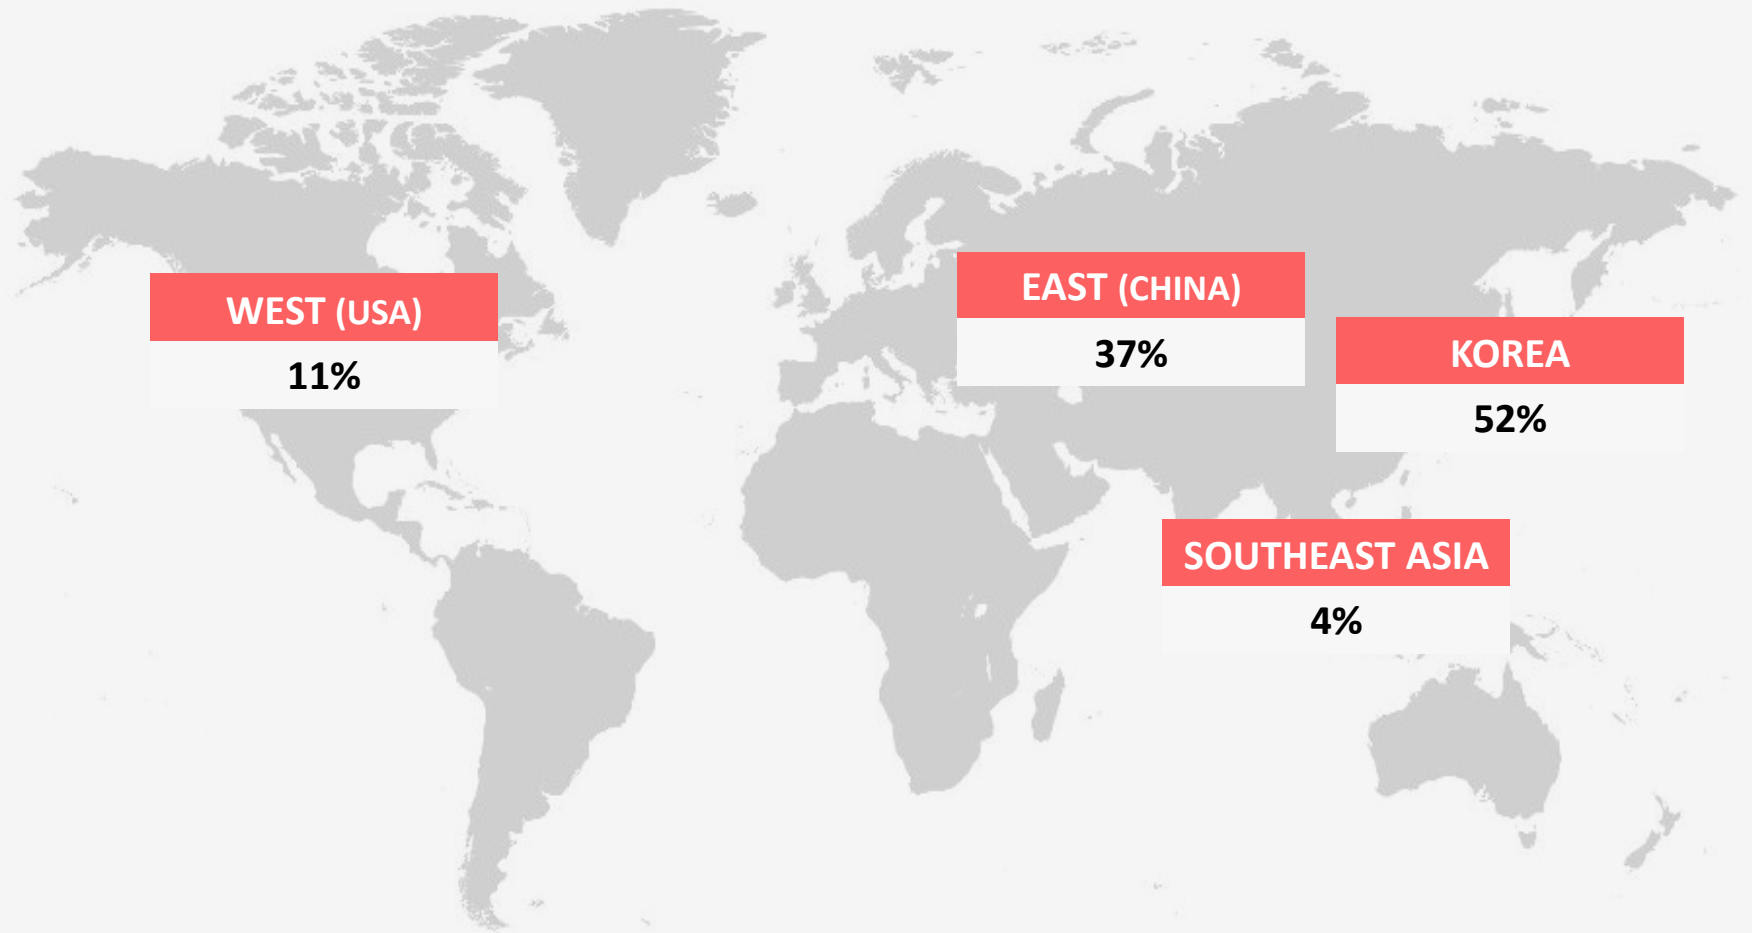 WEST (USA)
11%
EAST (CHINA)
37%
KOREA
52%
SOUTHEAST ASIA
4%